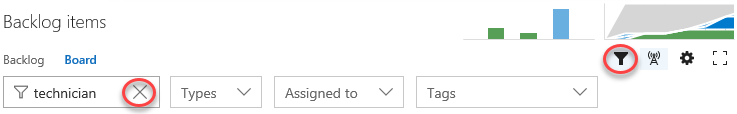 Backlog items
Backlog Board
technician Types Assigned to Tags